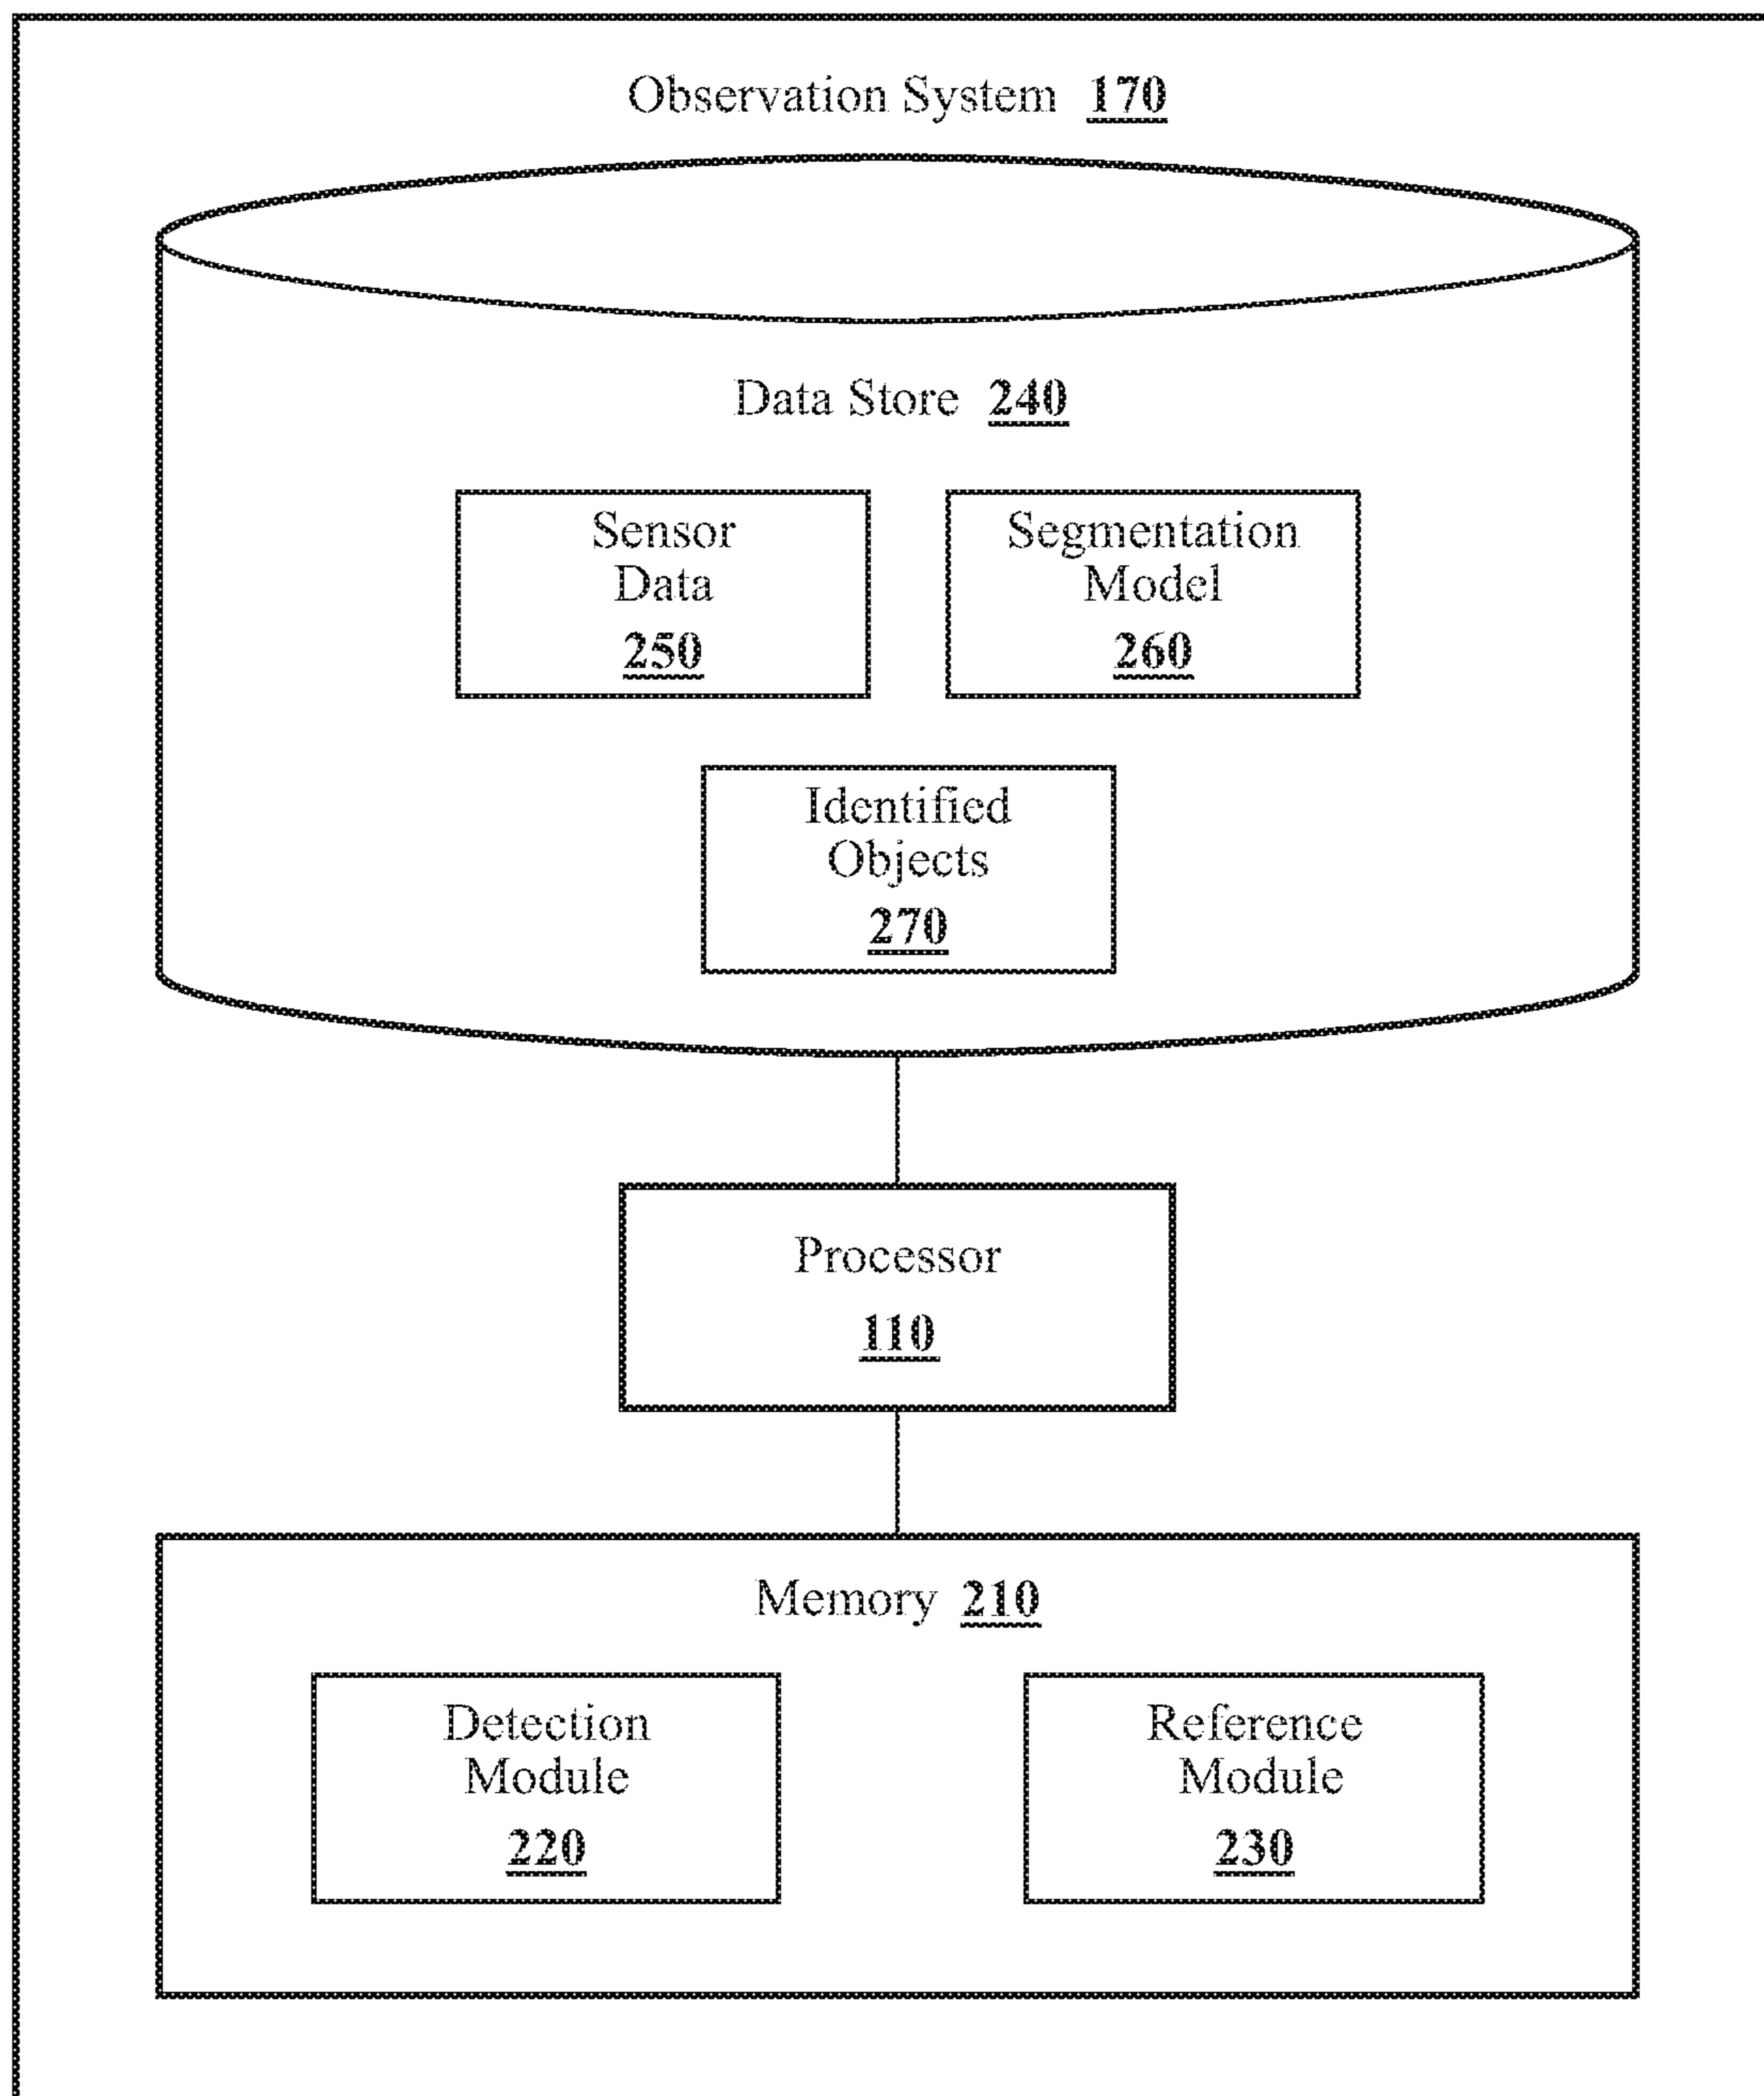 Observation System 170
Data Store 240
Sensor
Data
250
Segmentation
Model
260
Identified
Objects
270
Processor
110
Memory 210
Detection
Module
220
Reference
Module
230